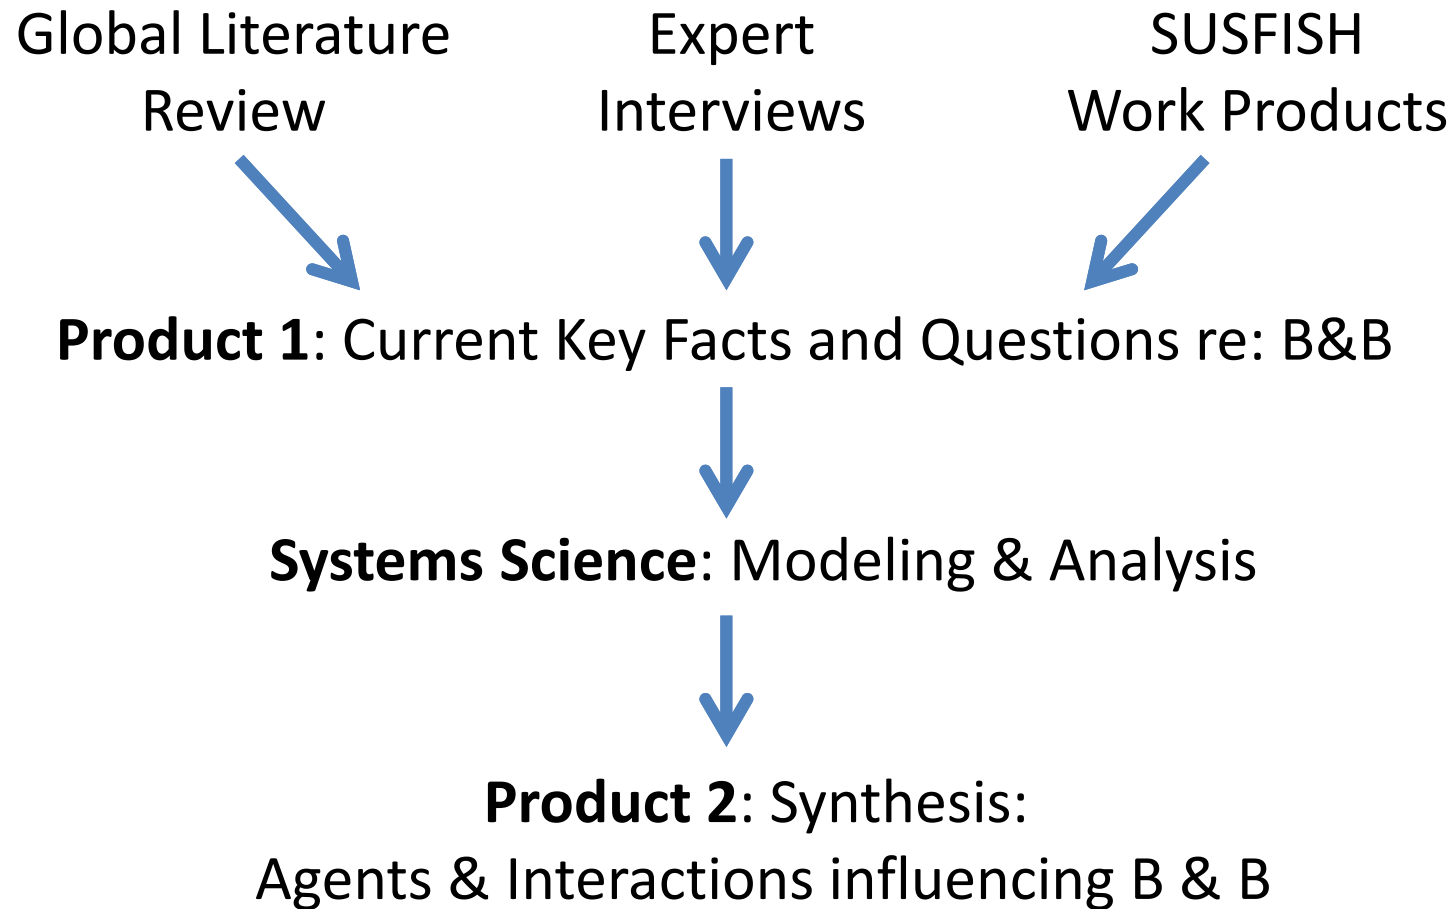 Global Literature
Review
Expert
Interviews
SUSFISH
Work Products
Product 1: Current Key Facts and Questions re: B&B
Systems Science: Modeling & Analysis
Product 2: Synthesis:
Agents & Interactions influencing B & B